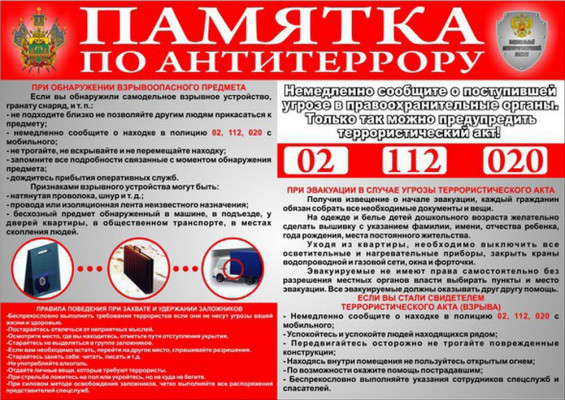 ПАМЯТКА
ПО АНТИТЕРРОРУ
ПРИ ОБНАРУЖЕНИИ ВЗРЫВООПАСНОГО ПРЕДМЕТА
Если вы обнаружили самодельное взрывное устройство,
гранату снаряд, и т. п.:
- не подходите близко не позволяйте другим людям прикасаться к
предмету;
- немедленно сообщите о находке в полицию 02, 112, 020 с
мобильного;
- не трогайте, не вскрывайте и не перемещайте находку;
- запомните все подробности связанные с моментом обнаружения
предмета;
- дождитесь прибытия оперативных служб.
Признаками взрывного устройства могут быть:
- натянутая проволока, шнур и т. д.;
- провода или изоляционная лента неизвестного назначения;
- бесхозный предмет обнаруженный в машине, в подъезде, у
дверей квартиры, в общественном транспорте, в местах
скопления людей.
ПРАВИЛА ПОВЕДЕНИЯ ПРИ ЗАХВАТЕ И УДЕРЖАНИИ ЗАЛОЖНИКОВ
-Беспрекословно выполнять требования террористов если они не несут угрозы вашей
жизни и здоровью.
-Постарайтесь отвлечься от неприятных мыслей.
-Осмотрите место, где вы находитесь, отметьте пути отступления укрытия.
-Старайтесь не выделяться в группе заложников.
-Если вам необходимо встать, перейти на другое место, спрашивайте разрешения.
-Старайтесь занять себя: читать, писать и т.д.
-Не употребляйте алкоголь.
-Отдайте личные вещи, которые требуют террористы.
-При стрельбе ложитесь на пол или укройтесь, но не куда не бегите.
-При силовом методе освобождения заложников, четко выполняйте все распоряжения
представителей спецслужб.
Немедленно сообщите о поступившей
угрозе в правоохранительные органы.
Только так можно предупредить
террористический акт!
02 112 020
ПРИ ЭВАКУАЦИИ В СЛУЧАЕ УГРОЗЫ ТЕРРОРИСТИЧЕСКОГО АКТА
Получив извещение о начале эвакуации, каждый гражданин
обязан собрать все необходимые документы и вещи.
На одежде и белье детей дошкольного возраста желательно
сделать вышивку с указанием фамилии, имени, отчества ребенка,
года рождения, места постоянного жительства.
Уходя из квартиры, необходимо выключить все
осветительные и нагревательные приборы, закрыть краны
водопроводной и газовой сети, окна и форточки.
Эвакуируемые не имеют права самостоятельно без
разрешения местных органов власти выбирать пункты и место
эвакуации. Все эвакуируемые должны оказывать друг другу помощь.
ЕСЛИ ВЫ СТАЛИ СВИДЕТЕЛЕМ
ТЕРРОРИСТИЧЕСКОГО АКТА (ВЗРЫВА)
- Немедленно сообщите о находке в полицию 02, 112, 020 с
мобильного;
- Успокойтесь и успокойте людей находящихся рядом;
- Передвигайтесь осторожно не трогайте поврежденные
конструкции;
- Находясь внутри помещения не пользуйтесь открытым огнем;
- По возможности окажите помощь пострадавшим;
- Беспрекословно выполняйте указания сотрудников спецслужб и
спасателей.